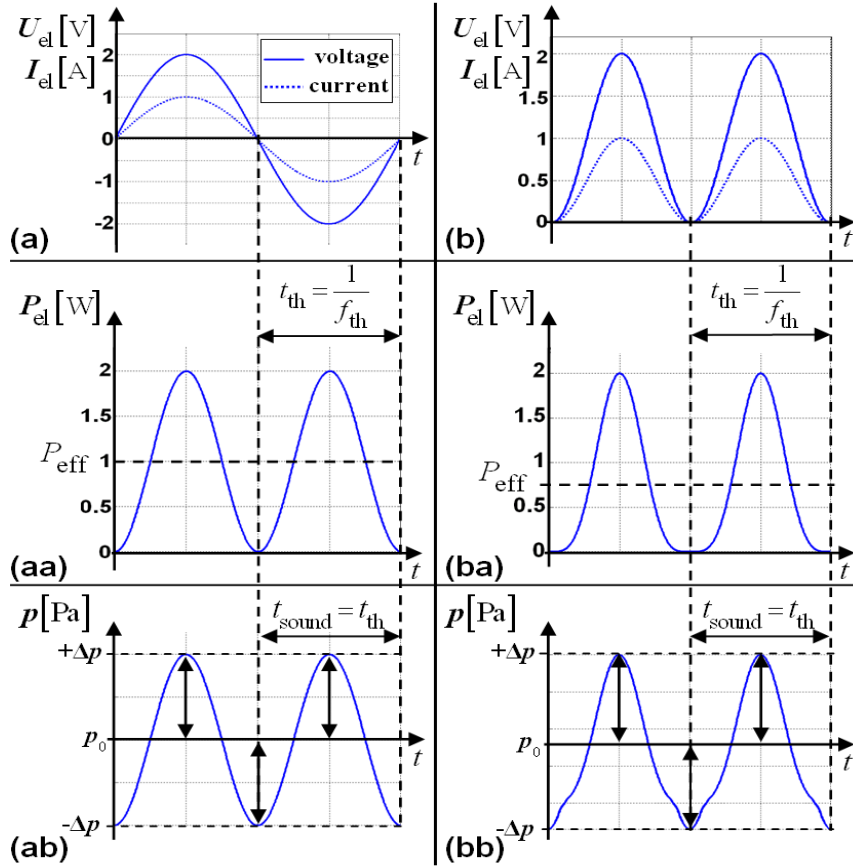 U_el [V]
I_el [A]
2
1
0
-1
-2
voltage
current
t
(a)
U_el [V]
I_el [A]
2
1.5
1
0.5
0
t
(b)
P_el [W]
t_th = 1/f_th
2
1.5
P_eff
1
0.5
0
t
(aa)
P_el [W]
t_th = 1/f_th
2
1.5
1
P_eff
0.5
0
t
(ba)
p [Pa]
t_sound = t_th
+Δp
p_0
t
-Δp
(ab)
p [Pa]
t_sound = t_th
+Δp
p_0
t
-Δp
(bb)